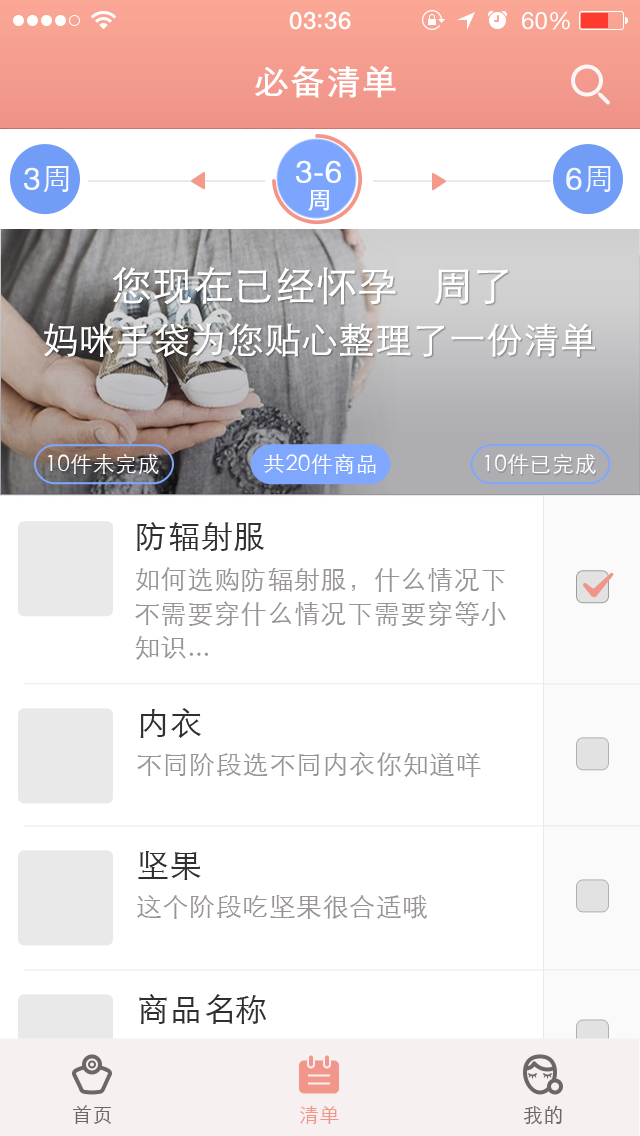 03:36
60%
必备清单
3周
3-6
周
6周
您现在已经怀孕 周了
妈咪手袋为您贴心整理了一份清单
10件未完成
共20件商品
10件已完成
防辐射服
如何选购防辐射服，什么情况下
不需要穿什么情况下需要穿等小
知识...
内衣
不同阶段选不同内衣你知道咩
坚果
这个阶段吃坚果很合适哦
商品名称
首页
清单
我的